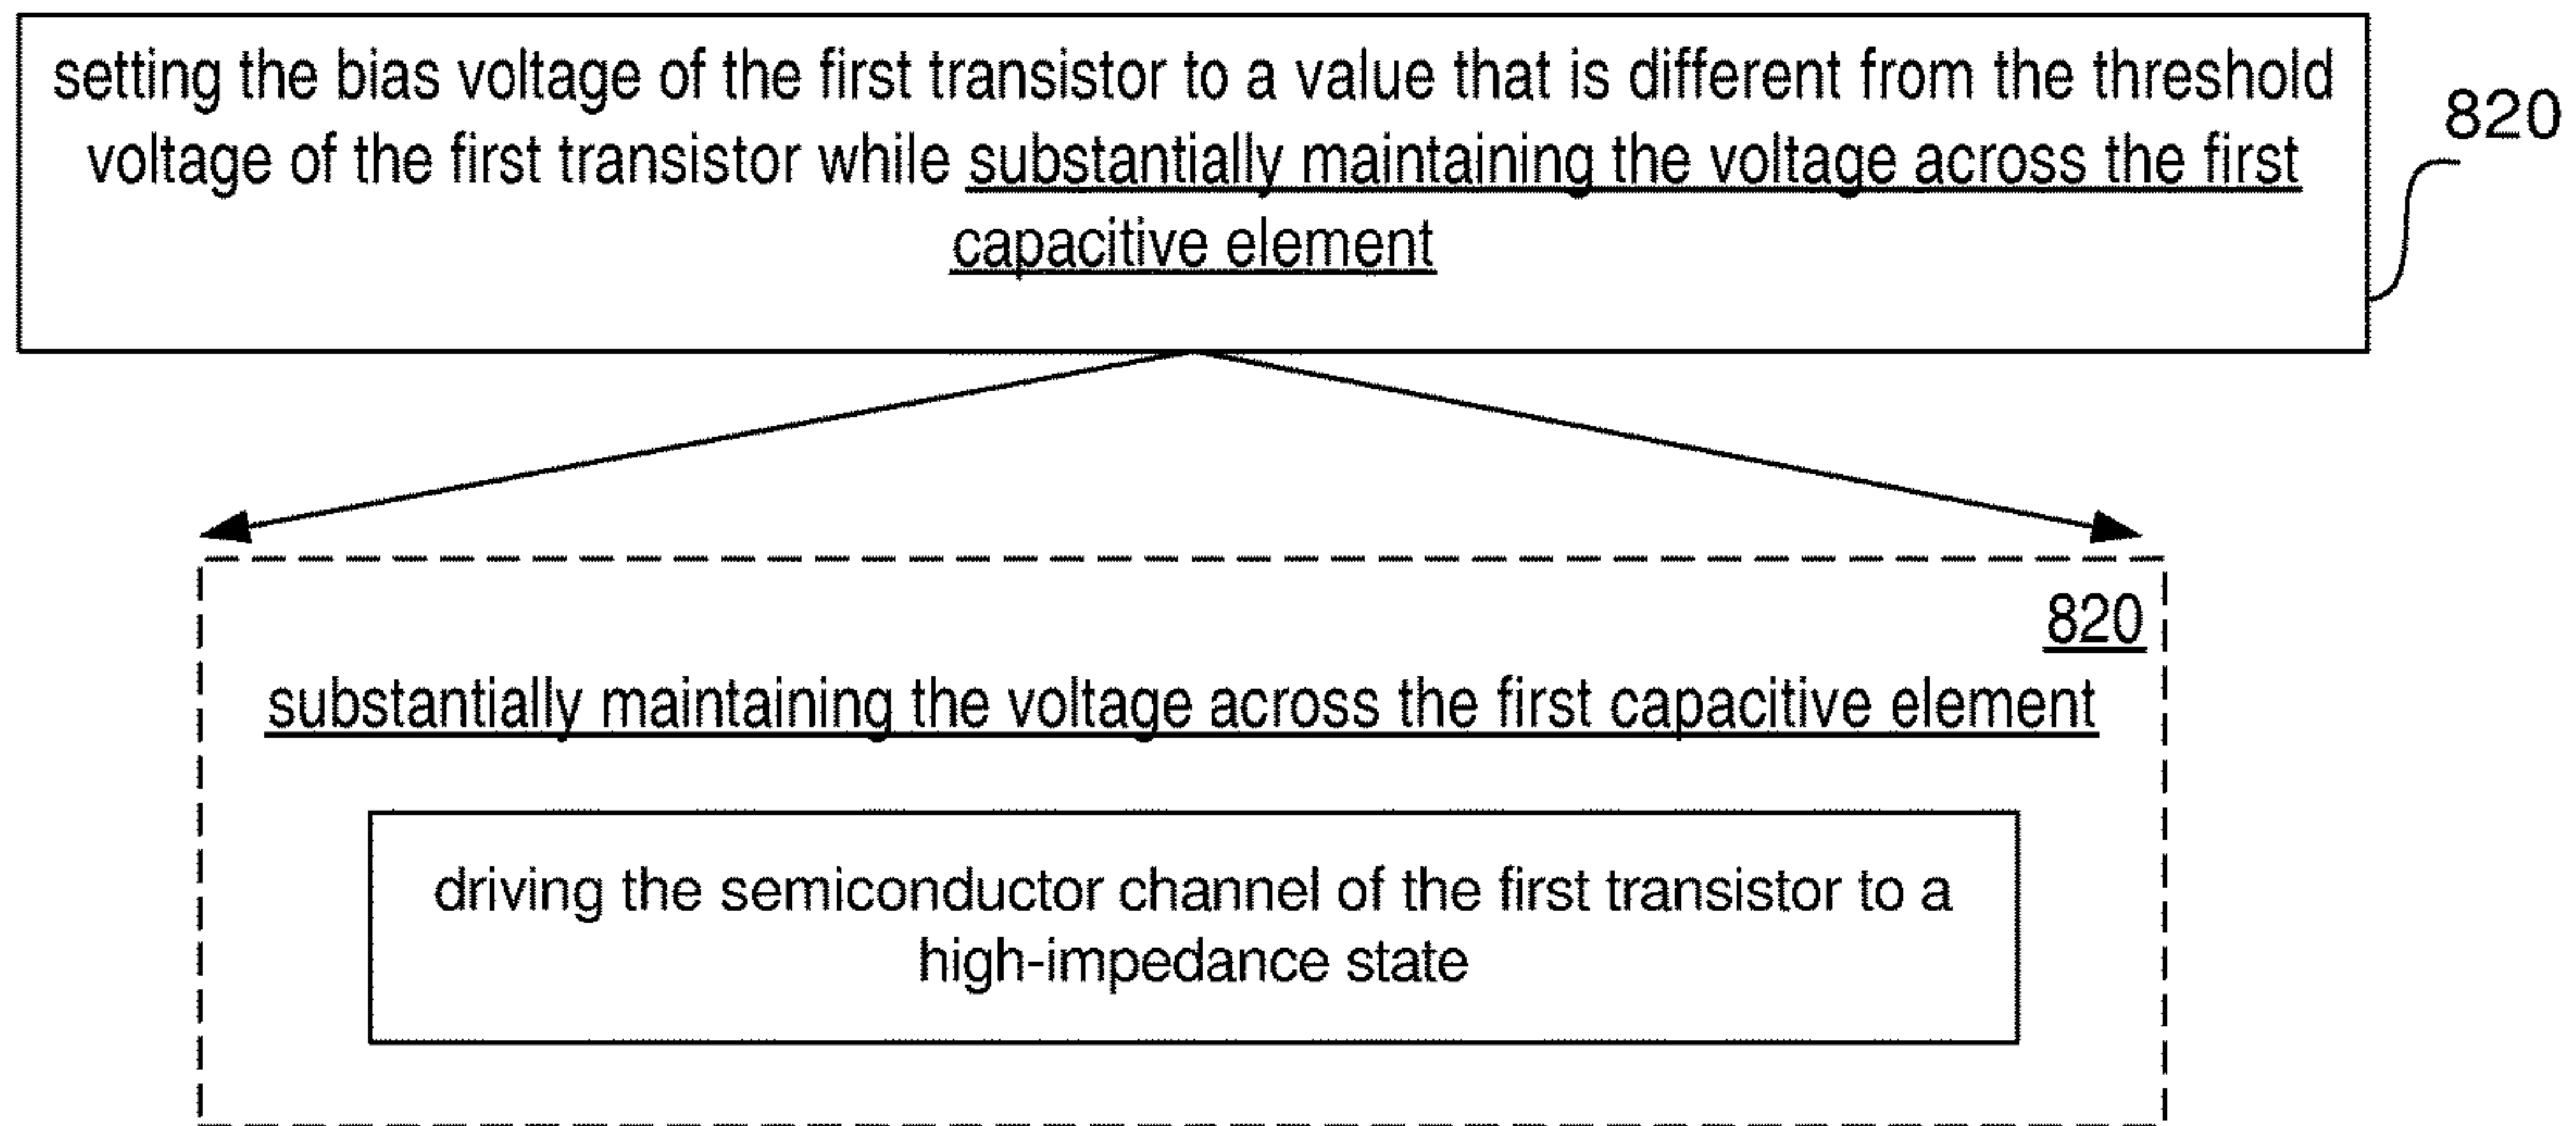 setting the bias voltage of the first transistor to a value that is different from the threshold
voltage of the first transistor while substantially maintaining the voltage across the first
capacitive element
820
820
substantially maintaining the voltage across the first capacitive element
driving the semiconductor channel of the first transistor to a
high-impedance state